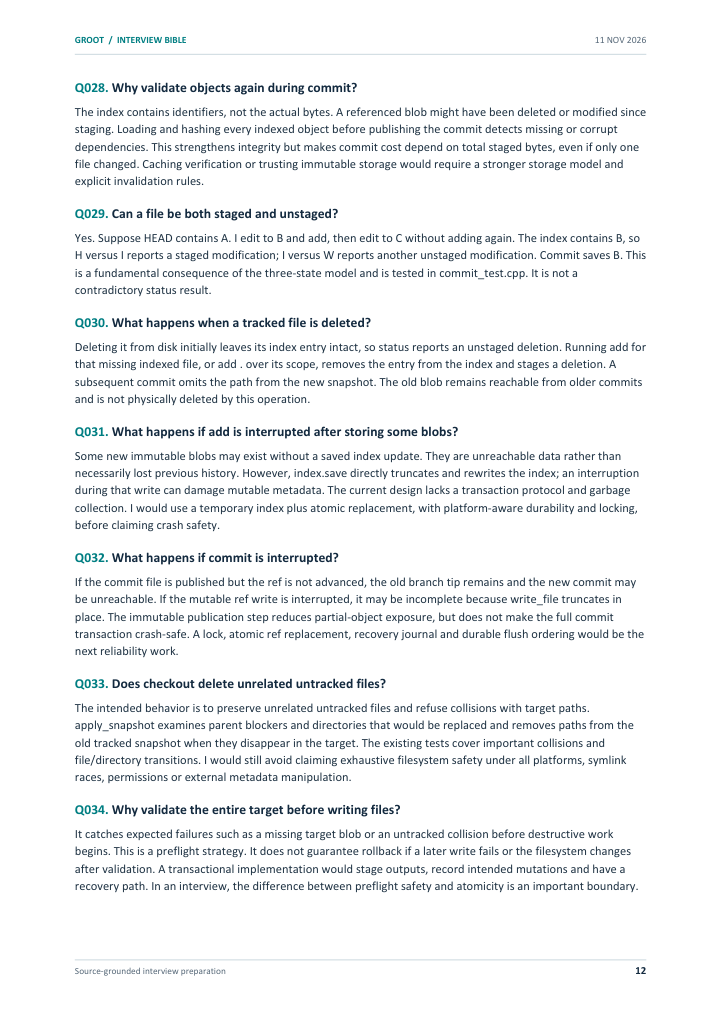 GROOT / INTERVIEW BIBLE
11 NOV 2026
Q028. Why validate objects again during commit?
The index contains identifiers, not the actual bytes. A referenced blob might have been deleted or modified since
staging. Loading and hashing every indexed object before publishing the commit detects missing or corrupt
dependencies. This strengthens integrity but makes commit cost depend on total staged bytes, even if only one
file changed. Caching verification or trusting immutable storage would require a stronger storage model and
explicit invalidation rules.
Q029. Can a file be both staged and unstaged?
Yes. Suppose HEAD contains A. I edit to B and add, then edit to C without adding again. The index contains B, so
H versus I reports a staged modification; I versus W reports another unstaged modification. Commit saves B. This
is a fundamental consequence of the three-state model and is tested in commit_test.cpp. It is not a
contradictory status result.
Q030. What happens when a tracked file is deleted?
Deleting it from disk initially leaves its index entry intact, so status reports an unstaged deletion. Running add for
that missing indexed file, or add . over its scope, removes the entry from the index and stages a deletion. A
subsequent commit omits the path from the new snapshot. The old blob remains reachable from older commits
and is not physically deleted by this operation.
Q031. What happens if add is interrupted after storing some blobs?
Some new immutable blobs may exist without a saved index update. They are unreachable data rather than
necessarily lost previous history. However, index.save directly truncates and rewrites the index; an interruption
during that write can damage mutable metadata. The current design lacks a transaction protocol and garbage
collection. I would use a temporary index plus atomic replacement, with platform-aware durability and locking,
before claiming crash safety.
Q032. What happens if commit is interrupted?
If the commit file is published but the ref is not advanced, the old branch tip remains and the new commit may
be unreachable. If the mutable ref write is interrupted, it may be incomplete because write_file truncates in
place. The immutable publication step reduces partial-object exposure, but does not make the full commit
transaction crash-safe. A lock, atomic ref replacement, recovery journal and durable flush ordering would be the
next reliability work.
Q033. Does checkout delete unrelated untracked files?
The intended behavior is to preserve unrelated untracked files and refuse collisions with target paths.
apply_snapshot examines parent blockers and directories that would be replaced and removes paths from the
old tracked snapshot when they disappear in the target. The existing tests cover important collisions and
file/directory transitions. I would still avoid claiming exhaustive filesystem safety under all platforms, symlink
races, permissions or external metadata manipulation.
Q034. Why validate the entire target before writing files?
It catches expected failures such as a missing target blob or an untracked collision before destructive work
begins. This is a preflight strategy. It does not guarantee rollback if a later write fails or the filesystem changes
after validation. A transactional implementation would stage outputs, record intended mutations and have a
recovery path. In an interview, the difference between preflight safety and atomicity is an important boundary.
Source-grounded interview preparation
12